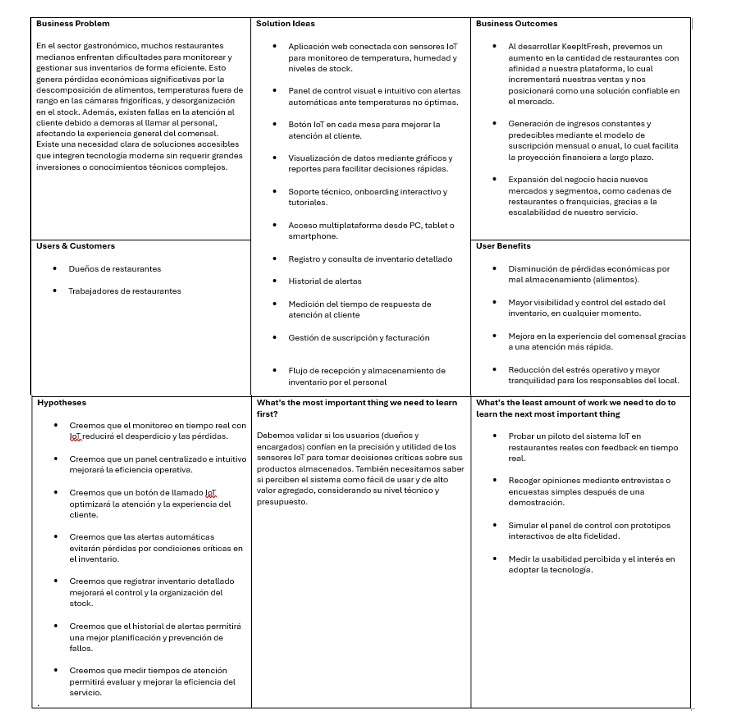 Business Problem
En el sector gastronómico, muchos restaurantes
medianos enfrentan dificultades para monitorear y
gestionar sus inventarios de forma eficiente. Esto
genera pérdidas económicas significativas por la
descomposición de alimentos, temperaturas fuera de
rango en las cámaras frigoríficas, y desorganización
en el stock. Además, existen fallas en la atención al
cliente debido a demoras al llamar al personal,
afectando la experiencia general del comensal.
Existe una necesidad clara de soluciones accesibles
que integren tecnología moderna sin requerir grandes
inversiones o conocimientos técnicos complejos.
Solution Ideas
• Aplicación web conectada con sensores IoT
para monitoreo de temperatura, humedad y
niveles de stock.
• Panel de control visual e intuitivo con alertas
automáticas ante temperaturas no óptimas.
• Botón IoT en cada mesa para mejorar la
atención al cliente.
• Visualización de datos mediante gráficos y
reportes para facilitar decisiones rápidas.
• Soporte técnico, onboarding interactivo y
tutoriales.
• Acceso multiplataforma desde PC, tablet o
smartphone.
• Registro y consulta de inventario detallado
• Historial de alertas
• Medición del tiempo de respuesta de
atención al cliente
• Gestión de suscripción y facturación
• Flujo de recepción y almacenamiento de
inventario por el personal
Business Outcomes
• Al desarrollar KeepItFresh, prevemos un
aumento en la cantidad de restaurantes con
afinidad a nuestra plataforma, lo cual
incrementará nuestras ventas y nos
posicionará como una solución confiable en
el mercado.
• Generación de ingresos constantes y
predecibles mediante el modelo de
suscripción mensual o anual, lo cual facilita
la proyección financiera a largo plazo.
• Expansión del negocio hacia nuevos
mercados y segmentos, como cadenas de
restaurantes o franquicias, gracias a la
escalabilidad de nuestro servicio.
Users & Customers
• Dueños de restaurantes
• Trabajadores de restaurantes
User Benefits
• Disminución de pérdidas económicas por
mal almacenamiento (alimentos).
• Mayor visibilidad y control del estado del
inventario, en cualquier momento.
• Mejora en la experiencia del comensal gracias
a una atención más rápida.
• Reducción del estrés operativo y mayor
tranquilidad para los responsables del local.
Hypotheses
• Creemos que el monitoreo en tiempo real con
IoT reducirá el desperdicio y las pérdidas.
• Creemos que un panel centralizado e intuitivo
mejorará la eficiencia operativa.
• Creemos que un botón de llamado IoT
optimizará la atención y la experiencia del
cliente.
• Creemos que las alertas automáticas
evitarán pérdidas por condiciones críticas en
el inventario.
• Creemos que registrar inventario detallado
mejorará el control y la organización del
stock.
• Creemos que el historial de alertas permitirá
una mejor planificación y prevención de
fallos.
• Creemos que medir tiempos de atención
permitirá evaluar y mejorar la eficiencia del
servicio.
.
What's the most important thing we need to learn
first?
Debemos validar si los usuarios (dueños y
encargados) confían en la precisión y utilidad de los
sensores IoT para tomar decisiones críticas sobre sus
productos almacenados. También necesitamos saber
si perciben el sistema como fácil de usar y de alto
valor agregado, considerando su nivel técnico y
presupuesto.
What's the least amount of work we need to do to
learn the next most important thing
• Probar un piloto del sistema IoT en
restaurantes reales con feedback en tiempo
real.
• Recoger opiniones mediante entrevistas o
encuestas simples después de una
demostración.
• Simular el panel de control con prototipos
interactivos de alta fidelidad.
• Medir la usabilidad percibida y el interés en
adoptar la tecnología.